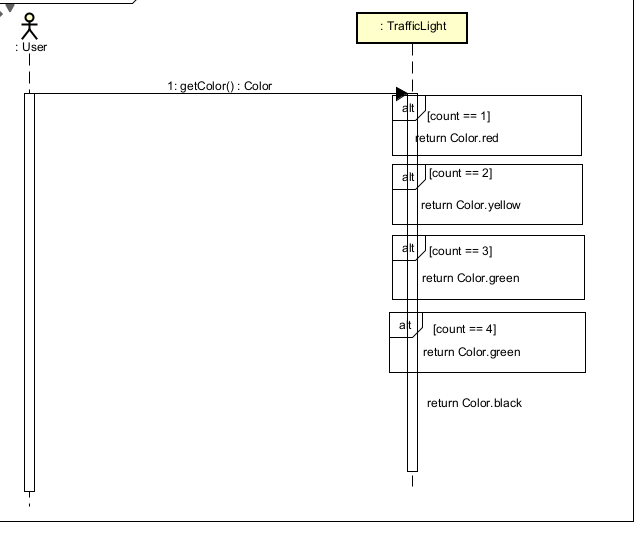 : User
: TrafficLight
1: getColor() : Color
alt [count == 1]
return Color.red
alt [count == 2]
return Color.yellow
alt [count == 3]
return Color.green
alt [count == 4]
return Color.green
return Color.black